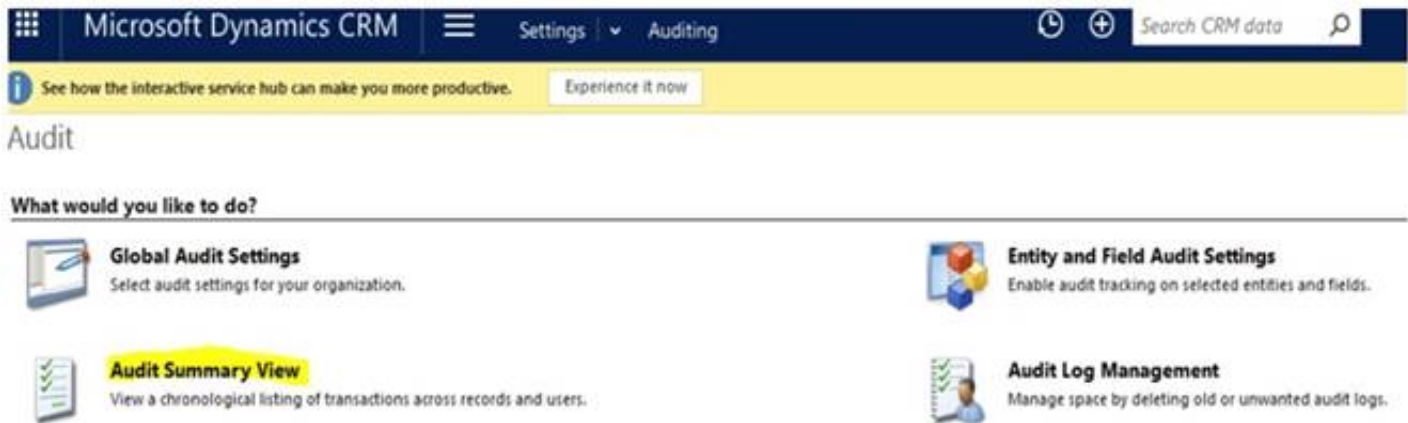 Microsoft Dynamics CRM Settings Auditing Search CRM data
See how the interactive service hub can make you more productive. Experience it now
Audit
What would you like to do?
Global Audit Settings
Select audit settings for your organization.
Entity and Field Audit Settings
Enable audit tracking on selected entities and fields.
Audit Summary View
View a chronological listing of transactions across records and users.
Audit Log Management
Manage space by deleting old or unwanted audit logs.